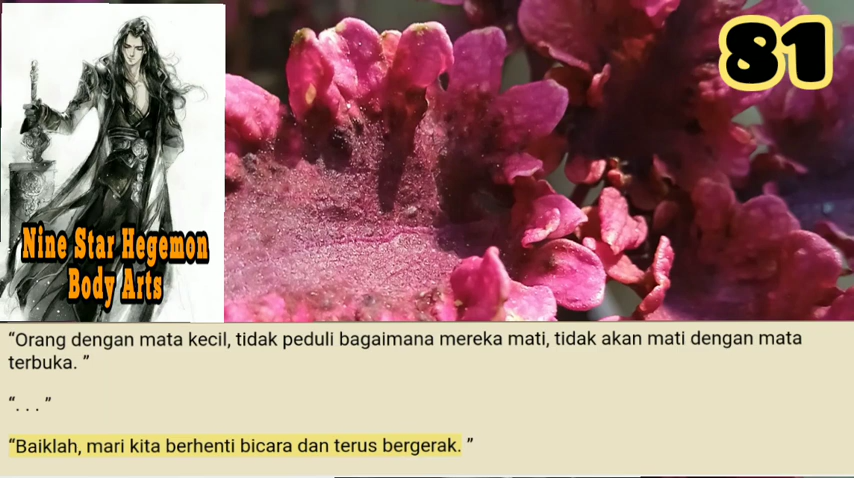 81
Nine Star Hegemon
Body Arts
“Orang dengan mata kecil, tidak peduli bagaimana mereka mati, tidak akan mati dengan mata
terbuka. ”
“. . . ”
“Baiklah, mari kita berhenti bicara dan terus bergerak. ”